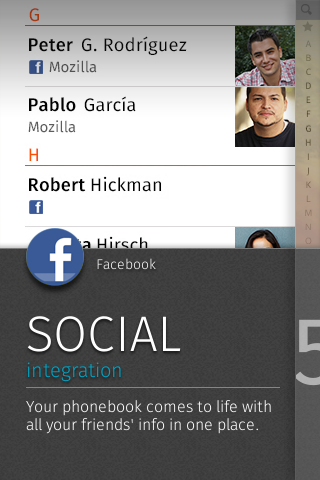 G
Peter G. Rodríguez
Mozilla
Pablo García
Mozilla
H
Robert Hickman
Hirsch
Facebook
SOCIAL
integration
Your phonebook comes to life with
all your friends' info in one place.
A
B
C
D
E
F
G
H
I
J
K
L
M
N
O
5